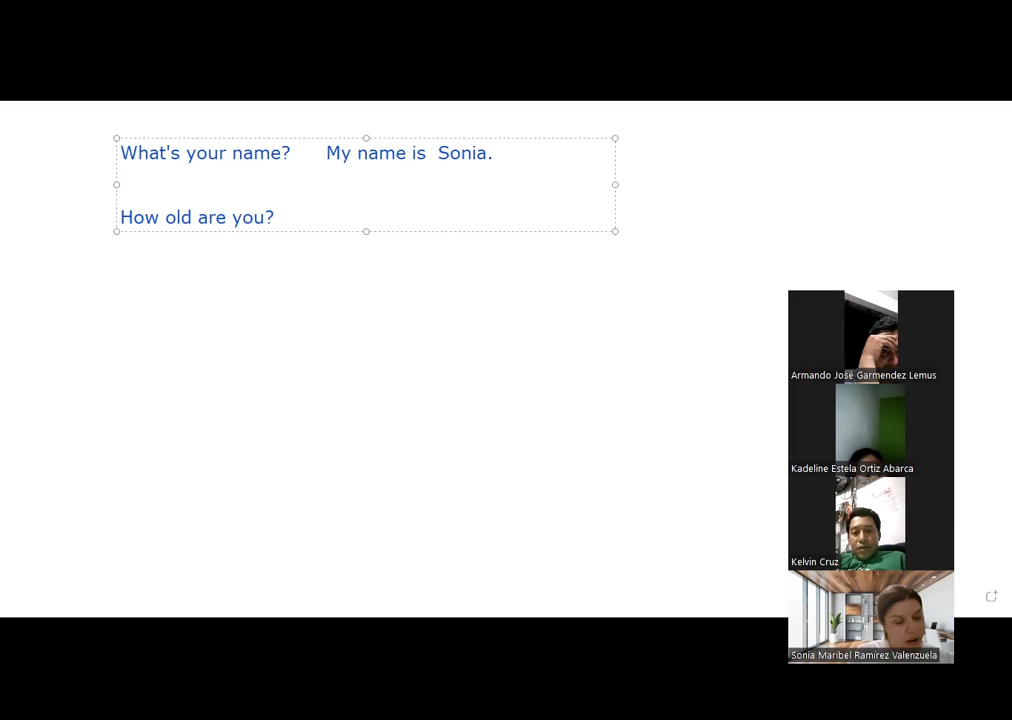 What's your name? My name is Sonia.
How old are you?
Armando José Garmendez Lemus
Kadeline Estela Ortiz Abarca
Kelvin Cruz
Sonia Maribel Ramírez Valenzuela